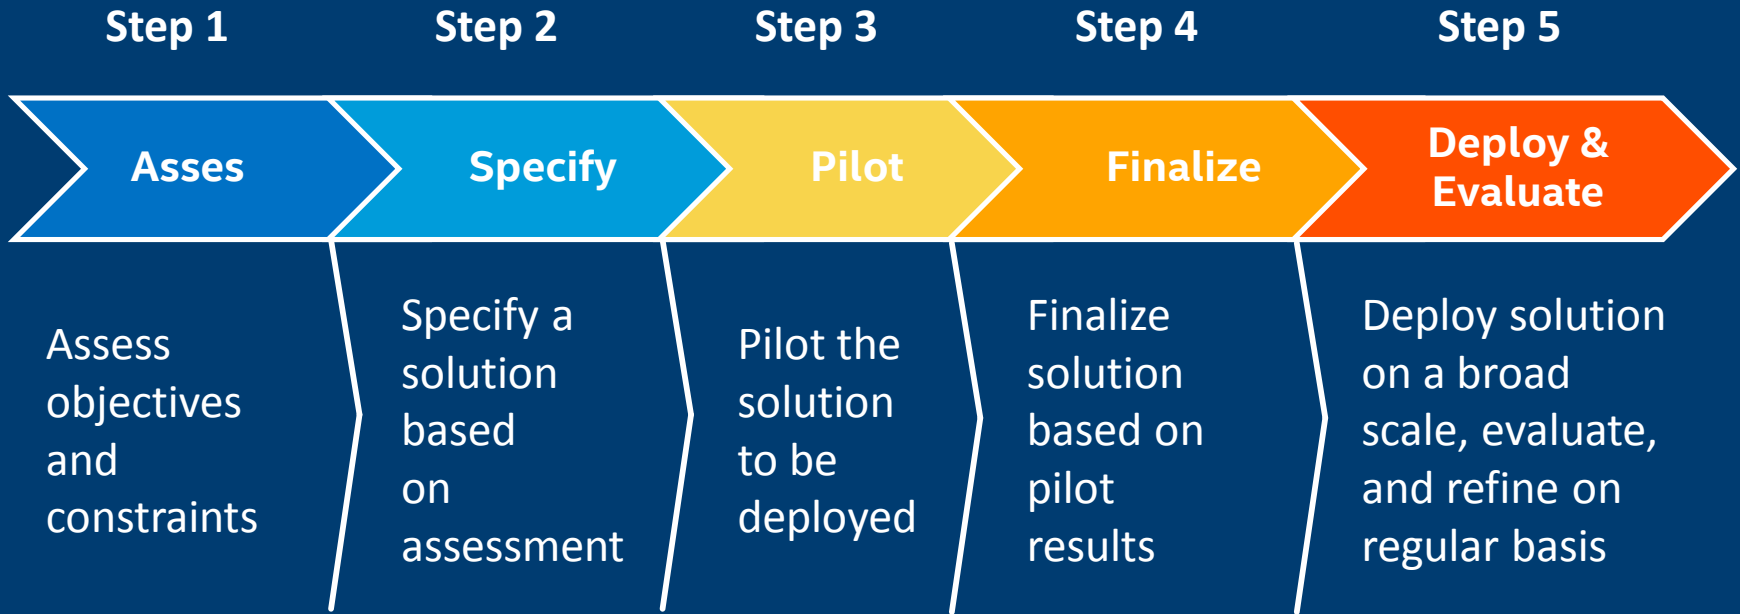 Step 1
Step 2
Step 3
Step 4
Step 5
Asses
Specify
Pilot
Finalize
Deploy &
Evaluate
Assess
objectives
and
constraints
Specify a
solution
based
on
assessment
Pilot the
solution
to be
deployed
Finalize
solution
based on
pilot
results
Deploy solution
on a broad
scale, evaluate,
and refine on
regular basis